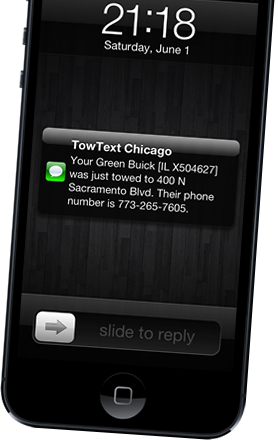 21:18
Saturday, June 1
TowText Chicago
Your Green Buick [IL X504627]
was just towed to 400 N
Sacramento Blvd. Their phone
number is 773-265-7605.
slide to reply